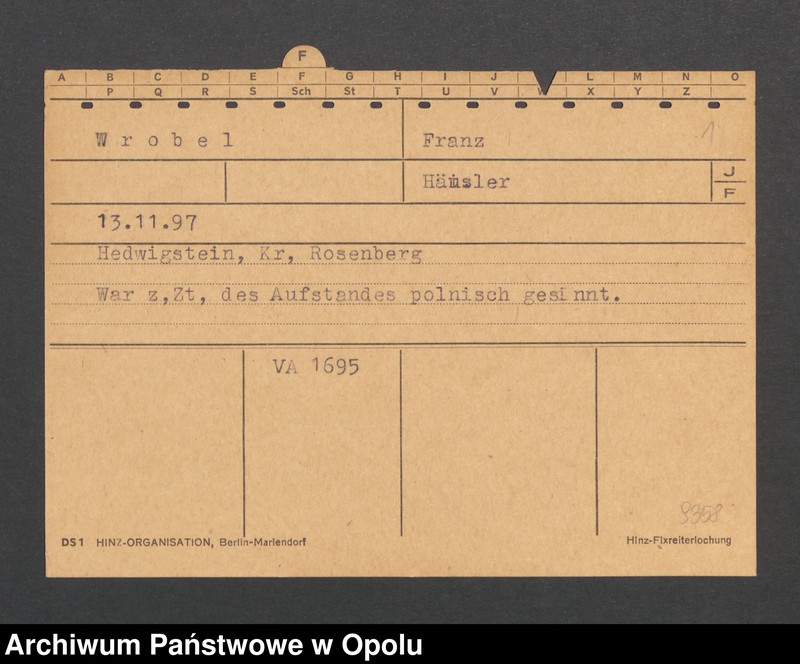 F
A B C D E F G H I J L M N O
P Q R S Sch St T U V W X Y Z
W r o b e l Franz 1
Häusler J
F
13.11.97
Hedwigstein, Kr, Rosenberg
War z,Zt, des Aufstandes polnisch gesinnt.
VA 1695
9358
DS1 HINZ-ORGANISATION, Berlin-Mariendorf Hinz-Fixreiterlochung
Archiwum Państwowe w Opolu